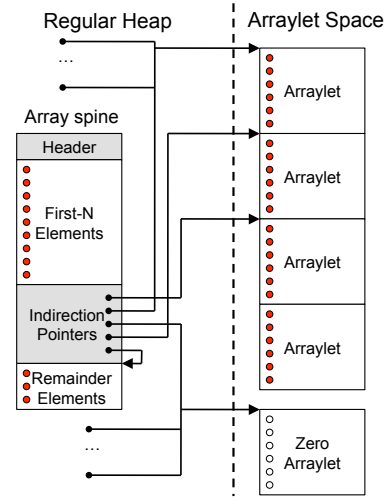 Regular Heap
Arraylet Space
...
Array spine
Header
First-N
Elements
Indirection
Pointers
Remainder
Elements
...
Arraylet
Arraylet
Arraylet
Arraylet
Zero
Arraylet